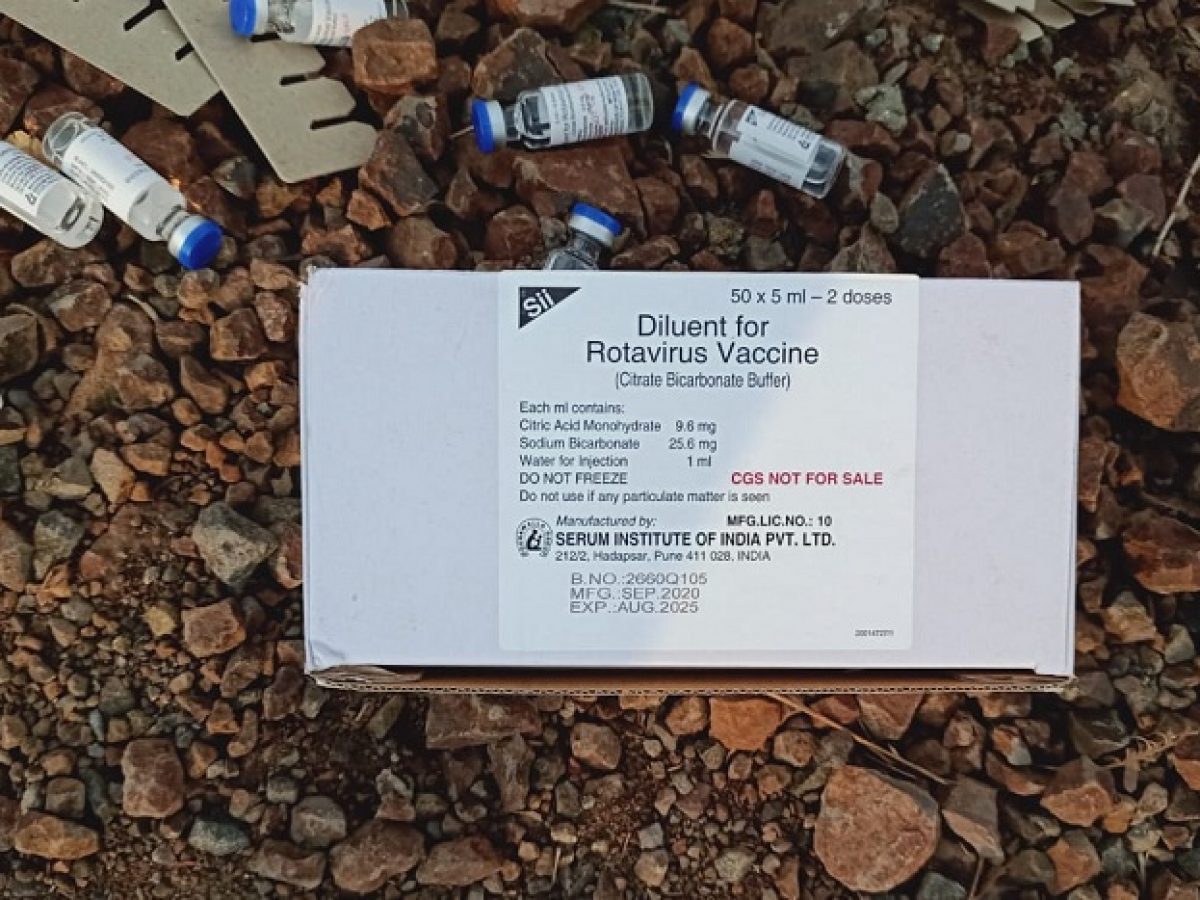 Sii
50 x 5 ml – 2 doses
Diluent for
Rotavirus Vaccine
(Citrate Bicarbonate Buffer)
Each ml contains:
Citric Acid Monohydrate 9.6 mg
Sodium Bicarbonate 25.6 mg
Water for Injection 1 ml
DO NOT FREEZE CGS NOT FOR SALE
Do not use if any particulate matter is seen
Manufactured by: MFG.LIC.NO.: 10
SERUM INSTITUTE OF INDIA PVT. LTD.
212/2, Hadapsar, Pune 411 028, INDIA
B.NO.:2660Q105
MFG.:SEP.2020
EXP.:AUG.2025